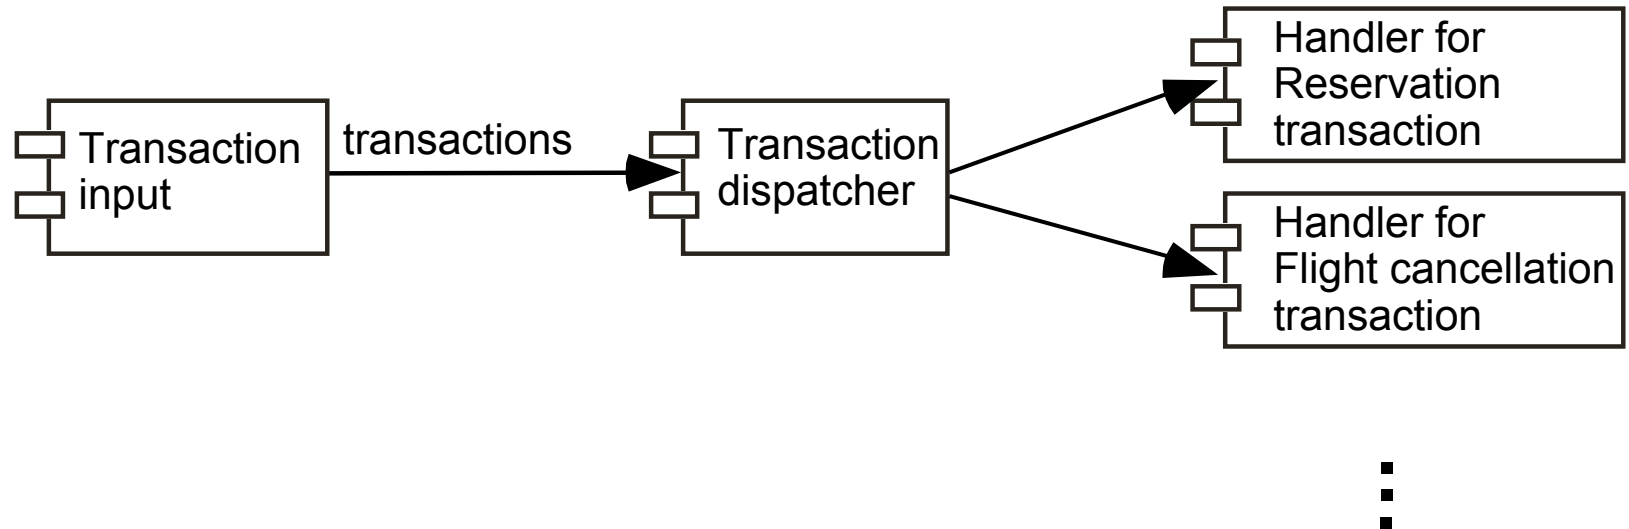 Transaction
input
transactions
Transaction
dispatcher
Handler for
Reservation
transaction
Handler for
Flight cancellation
transaction